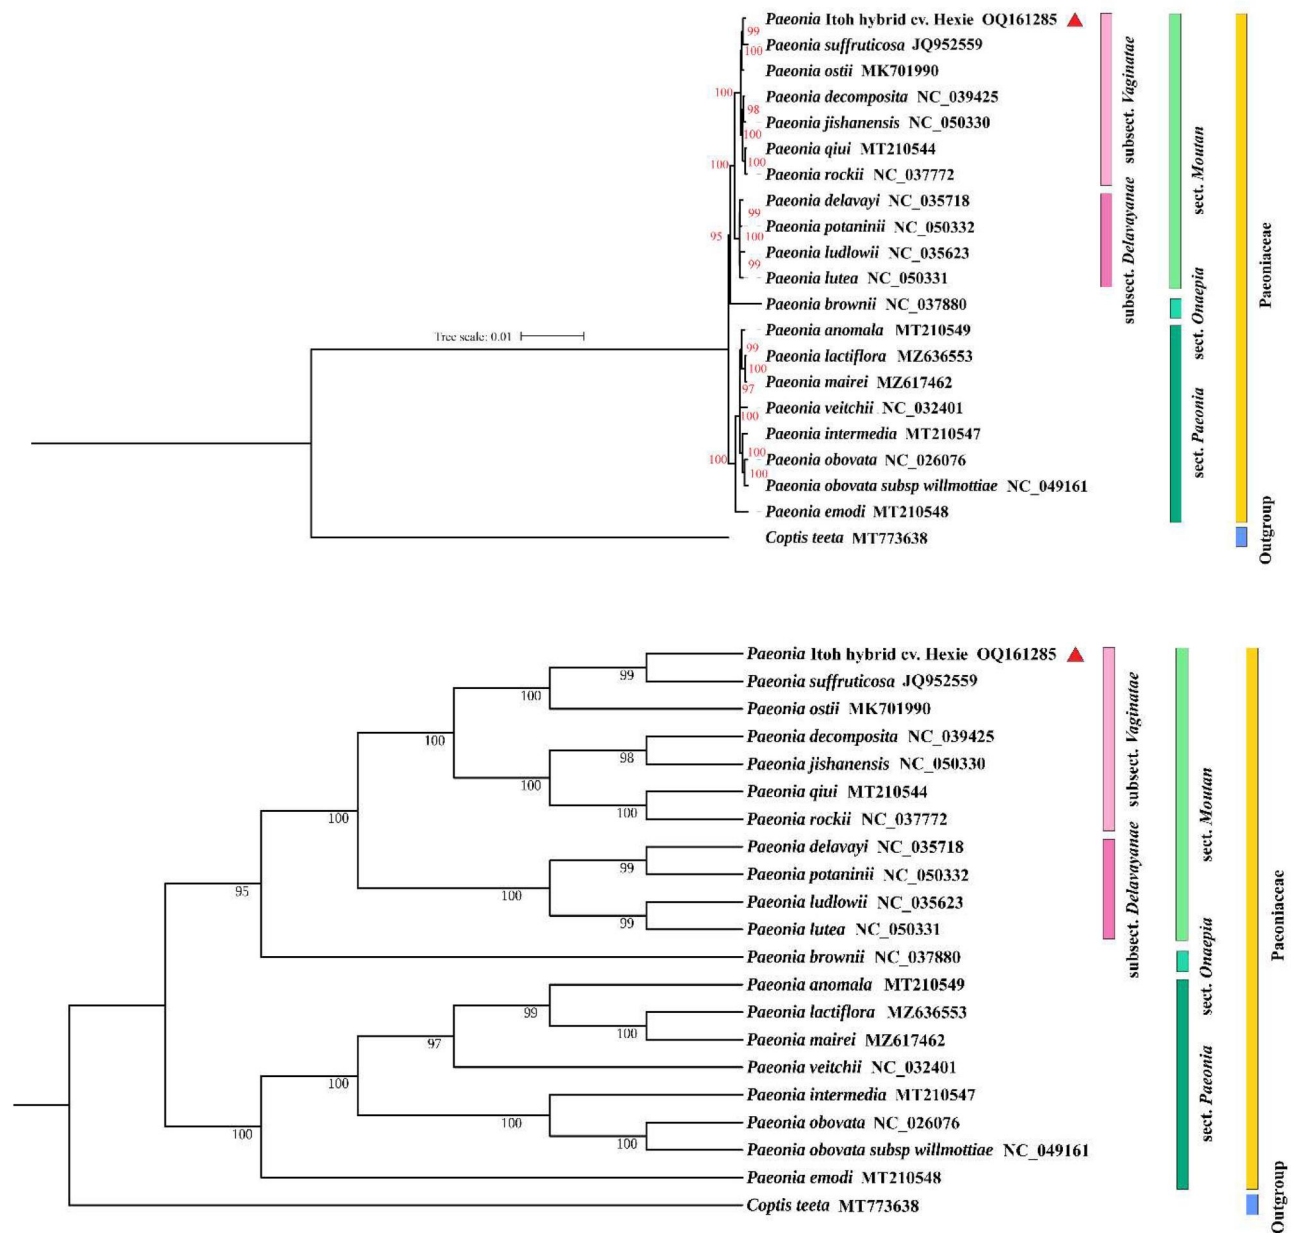 Paeonia Itoh hybrid cv. Hexie OQ161285
99
Paeonia suffruticosa JQ952559
100
Paeonia ostii MK701990
100
Paeonia decomposita NC_039425
98
Paeonia jishanensis NC_050330
100
Paeonia qiui MT210544
100
100
Paeonia rockii NC_037772
Paeonia delavayi NC_035718
99
Paeonia potaninii NC_050332
95
100
Paeonia ludlowii NC_035623
99
Paeonia lutea NC_050331
Paeonia brownii NC_037880
Tree scale: 0.01
Paeonia anomala MT210549
99
Paeonia lactiflora MZ636553
100
Paeonia mairei MZ617462
97
Paeonia veitchii NC_032401
100
Paeonia intermedia MT210547
100
100
Paeonia obovata NC_026076
100
Paeonia obovata subsp willmottiae NC_049161
Paeonia emodi MT210548
Coptis teeta MT773638
subsect. Vaginatae
subsect. Delavayanae
sect. Moutan
sect. Onaepia
sect. Paeonia
Paeoniaceae
Outgroup
Paeonia Itoh hybrid cv. Hexie OQ161285
99
Paeonia suffruticosa JQ952559
100
Paeonia ostii MK701990
100
Paeonia decomposita NC_039425
98
Paeonia jishanensis NC_050330
100
Paeonia qiui MT210544
100
100
Paeonia rockii NC_037772
Paeonia delavayi NC_035718
99
Paeonia potaninii NC_050332
95
100
Paeonia ludlowii NC_035623
99
Paeonia lutea NC_050331
Paeonia brownii NC_037880
Paeonia anomala MT210549
99
Paeonia lactiflora MZ636553
100
Paeonia mairei MZ617462
97
Paeonia veitchii NC_032401
100
Paeonia intermedia MT210547
100
Paeonia obovata NC_026076
100
100
Paeonia obovata subsp willmottiae NC_049161
Paeonia emodi MT210548
Coptis teeta MT773638
subsect. Vaginatae
subsect. Delavayanae
sect. Moutan
sect. Onaepia
sect. Paeonia
Paeoniaceae
Outgroup